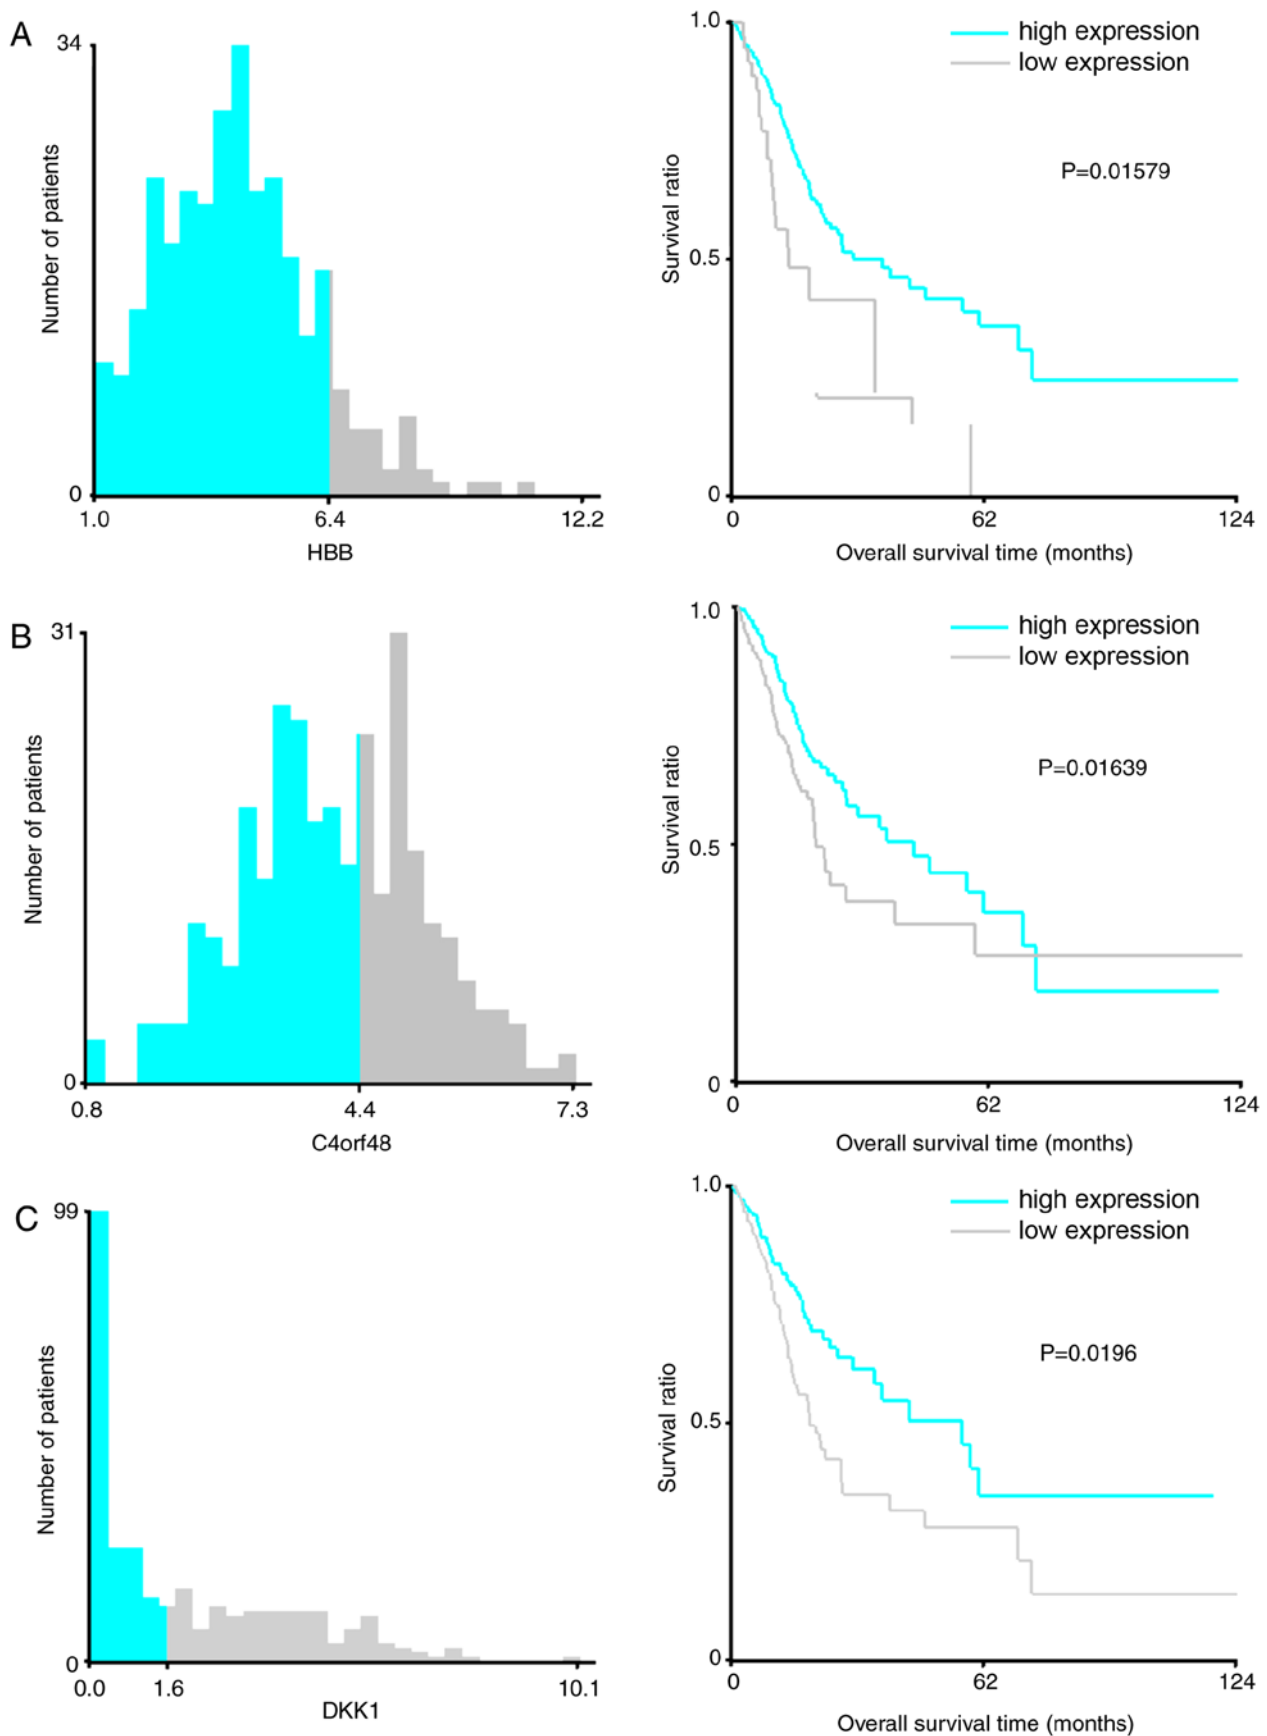 A
34
Number of patients
0
1.0
6.4
12.2
HBB
1.0
high expression
low expression
P=0.01579
Survival ratio
0.5
0
0
62
124
Overall survival time (months)
B
31
Number of patients
0
0.8
4.4
7.3
C4orf48
1.0
high expression
low expression
P=0.01639
Survival ratio
0.5
0
0
62
124
Overall survival time (months)
C
99
Number of patients
0
0.0
1.6
10.1
DKK1
1.0
high expression
low expression
P=0.0196
Survival ratio
0.5
0
0
62
124
Overall survival time (months)